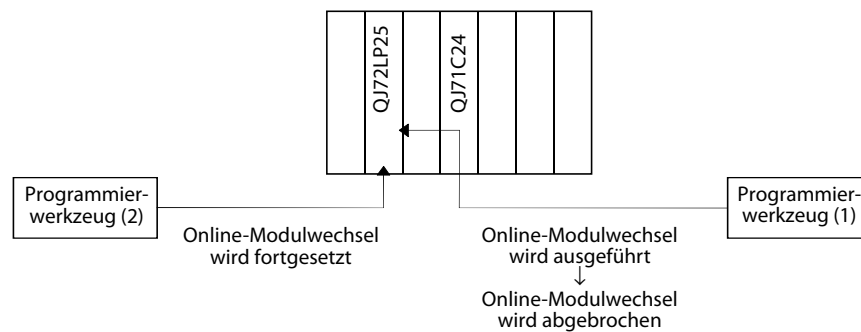 QJ72LP25
QJ71C24
Programmier-
werkzeug (2)
Online-Modulwechsel
wird fortgesetzt
Online-Modulwechsel
wird ausgeführt
Online-Modulwechsel
wird abgebrochen
Programmier-
werkzeug (1)